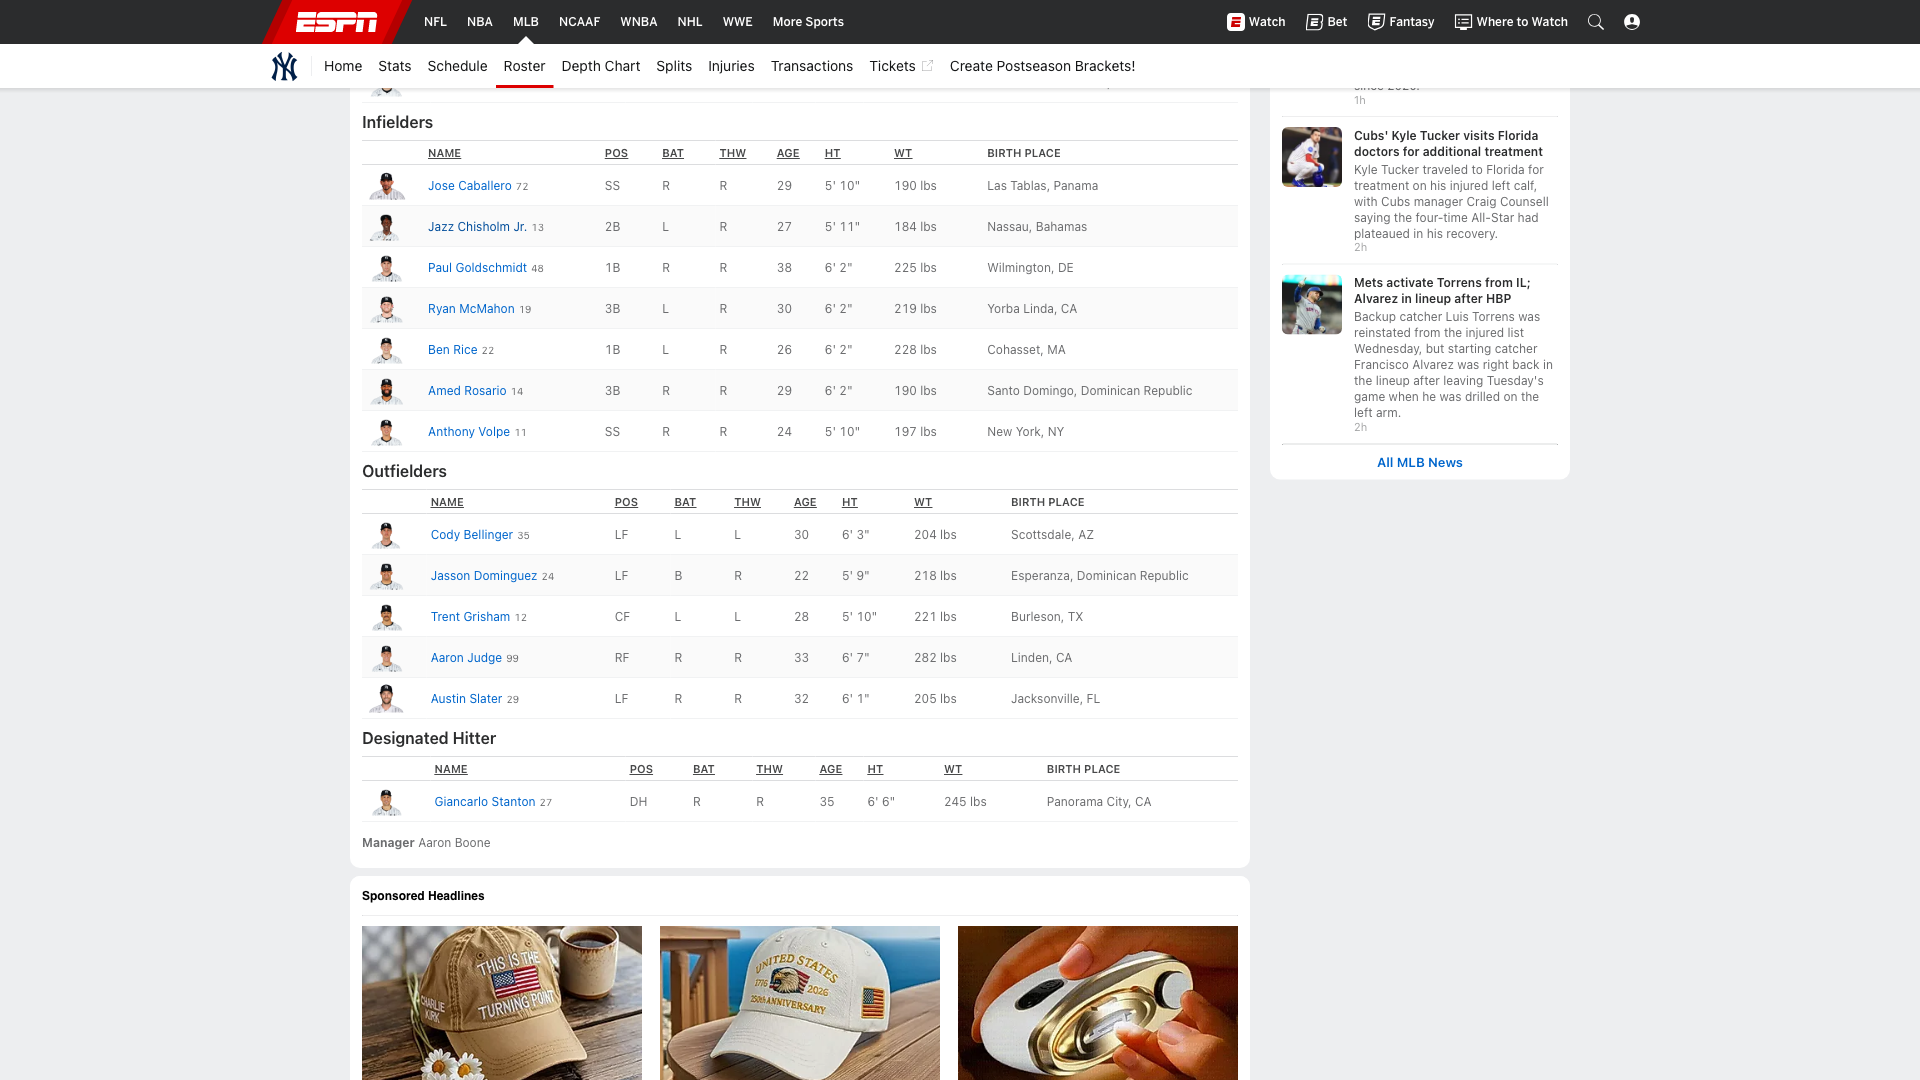 ESPN NFL NBA MLB NCAAF WNBA NHL WWE More Sports Watch Bet Fantasy Where to Watch
Home Stats Schedule Roster Depth Chart Splits Injuries Transactions Tickets Create Postseason Brackets!
Infielders
NAME POS BAT THW AGE HT WT BIRTH PLACE
Jose Caballero 72 SS R R 29 5' 10" 190 lbs Las Tablas, Panama
Jazz Chisholm Jr. 13 2B L R 27 5' 11" 184 lbs Nassau, Bahamas
Paul Goldschmidt 48 1B R R 38 6' 2" 225 lbs Wilmington, DE
Ryan McMahon 19 3B L R 30 6' 2" 219 lbs Yorba Linda, CA
Ben Rice 22 1B L R 26 6' 2" 228 lbs Cohasset, MA
Amed Rosario 14 3B R R 29 6' 2" 190 lbs Santo Domingo, Dominican Republic
Anthony Volpe 11 SS R R 24 5' 10" 197 lbs New York, NY
Outfielders
NAME POS BAT THW AGE HT WT BIRTH PLACE
Cody Bellinger 35 LF L L 30 6' 3" 204 lbs Scottsdale, AZ
Jasson Dominguez 24 LF B R 22 5' 9" 218 lbs Esperanza, Dominican Republic
Trent Grisham 12 CF L L 28 5' 10" 221 lbs Burleson, TX
Aaron Judge 99 RF R R 33 6' 7" 282 lbs Linden, CA
Austin Slater 29 LF R R 32 6' 1" 205 lbs Jacksonville, FL
Designated Hitter
NAME POS BAT THW AGE HT WT BIRTH PLACE
Giancarlo Stanton 27 DH R R 35 6' 6" 245 lbs Panorama City, CA
Manager Aaron Boone
Sponsored Headlines
THIS IS THE
TURNING POINT
CHARLIE
KIRK
UNITED STATES
1776 2026
250th ANNIVERSARY
1h
Cubs' Kyle Tucker visits Florida
doctors for additional treatment
Kyle Tucker traveled to Florida for
treatment on his injured left calf,
with Cubs manager Craig Counsell
saying the four-time All-Star had
plateaued in his recovery.
2h
Mets activate Torrens from IL;
Alvarez in lineup after HBP
Backup catcher Luis Torrens was
reinstated from the injured list
Wednesday, but starting catcher
Francisco Alvarez was right back in
the lineup after leaving Tuesday's
game when he was drilled on the
left arm.
2h
All MLB News